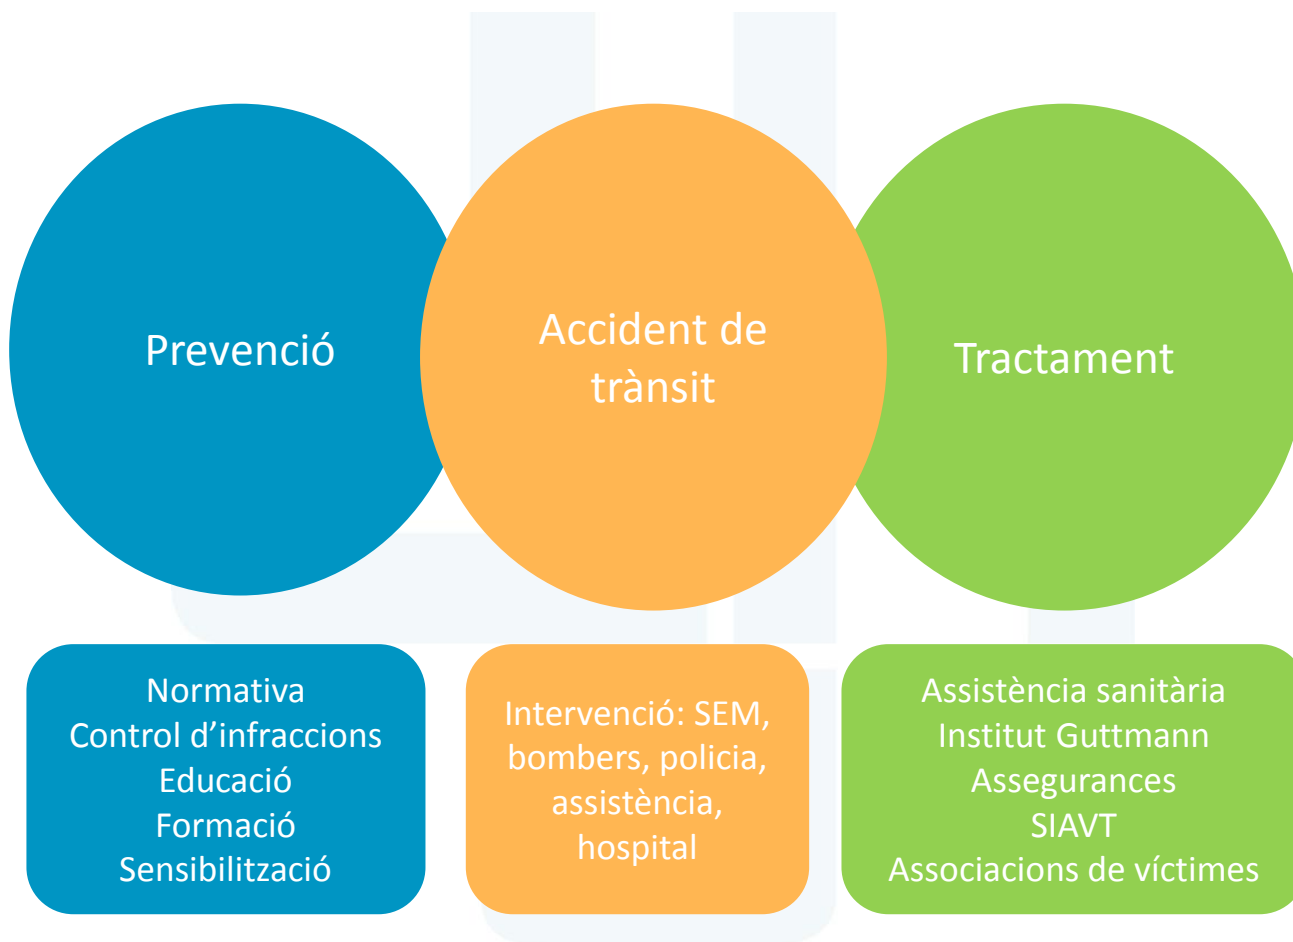 Prevenció
Accident de
trànsit
Tractament
Normativa
Control d’infraccions
Educació
Formació
Sensibilització
Intervenció: SEM,
bombers, policia,
assistència,
hospital
Assistència sanitària
Institut Guttmann
Assegurances
SIAVT
Associacions de víctimes